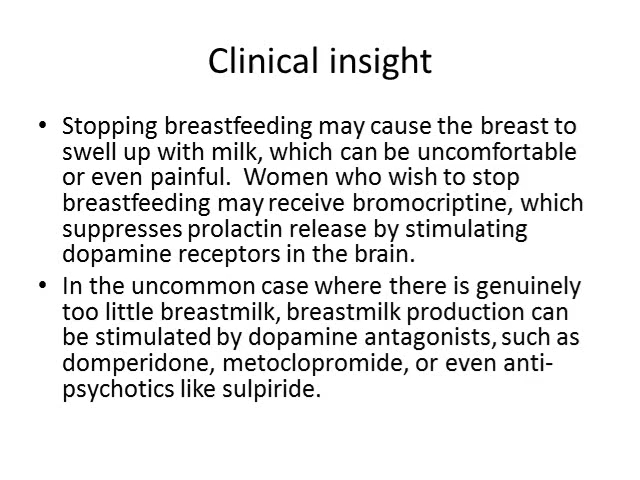 Clinical insight
• Stopping breastfeeding may cause the breast to
swell up with milk, which can be uncomfortable
or even painful.  Women who wish to stop
breastfeeding may receive bromocriptine, which
suppresses prolactin release by stimulating
dopamine receptors in the brain.
• In the uncommon case where there is genuinely
too little breastmilk, breastmilk production can
be stimulated by dopamine antagonists, such as
domperidone, metoclopromide, or even anti-
psychotics like sulpiride.